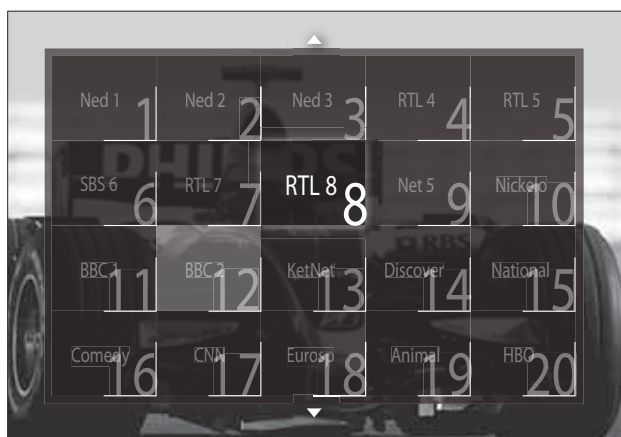 Ned 1 1 Ned 2 2 Ned 3 3 RTL 4 4 RTL 5 5
PHILIPS
SBS 6 6 RTL 7 7 RTL 8 8 Net 5 9 Nickelo 10
RBS
BBC 1 11 BBC 2 12 KetNet 13 Discover 14 National 15
Comedy 16 CNN 17 Eurosp 18 Animal 19 HBO 20